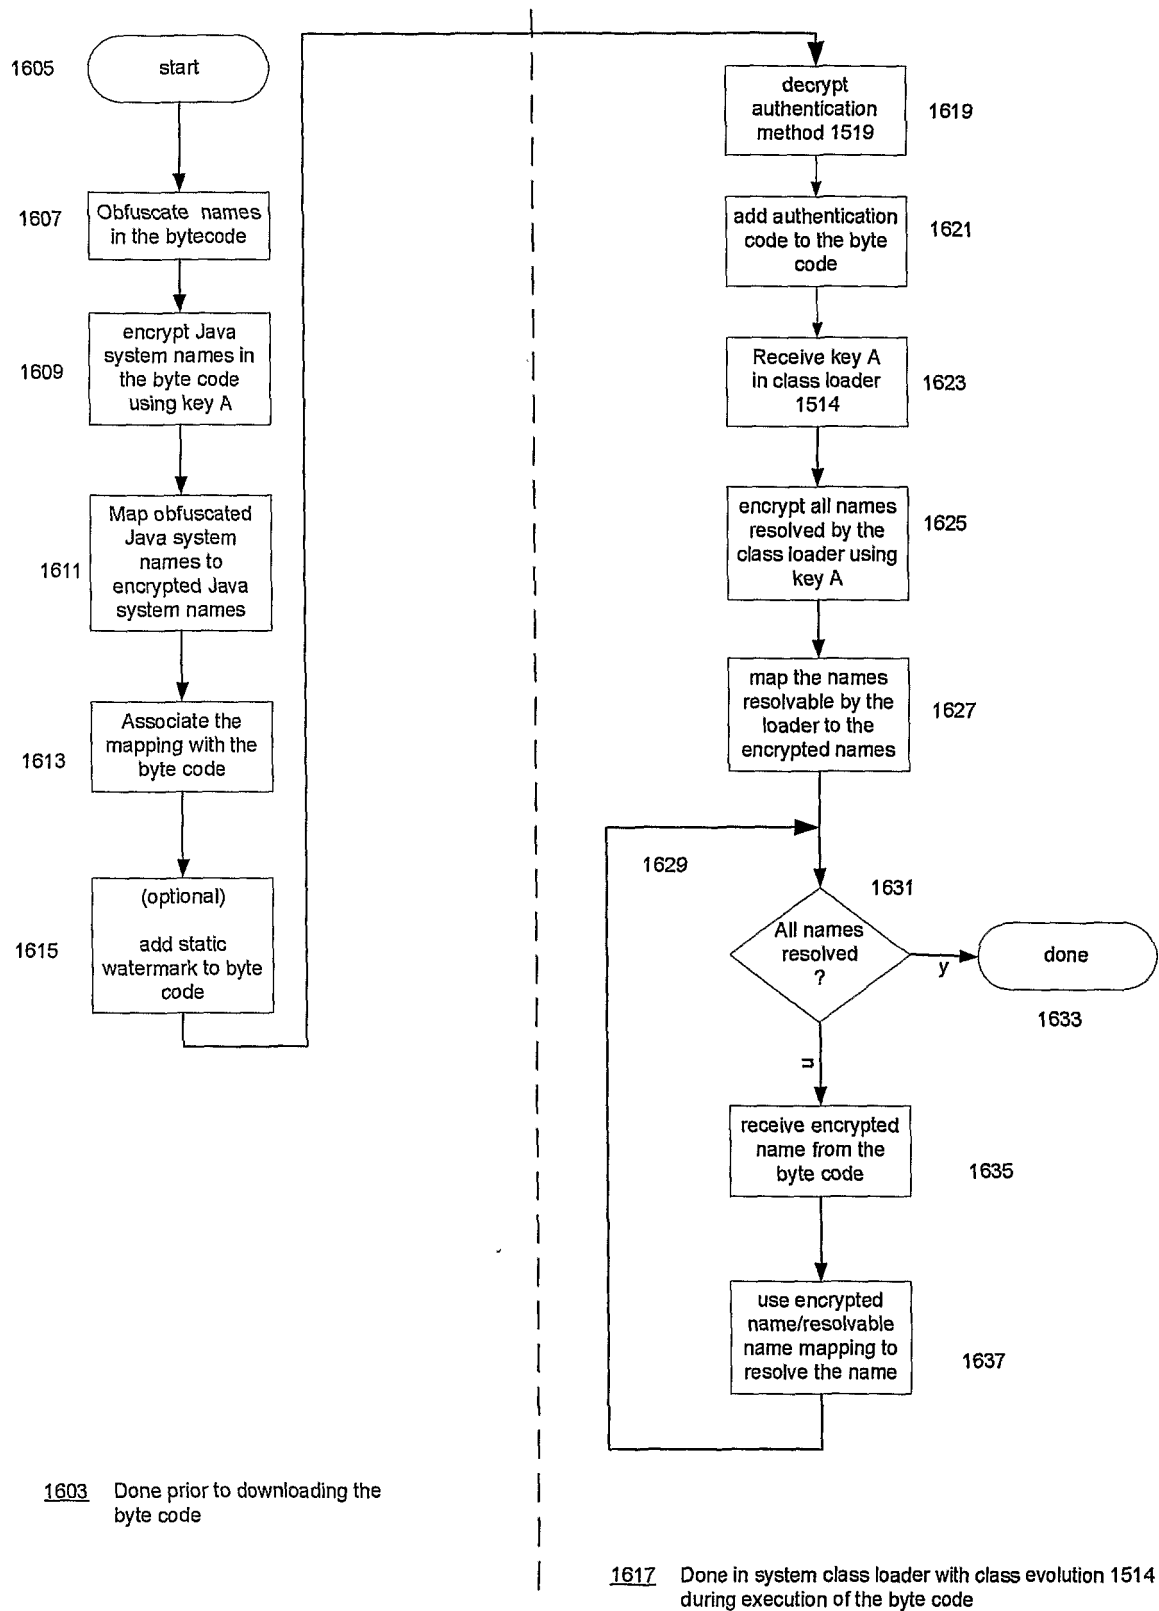 1605
start
1607
Obfuscate names
in the bytecode
1609
encrypt Java
system names in
the byte code
using key A
1611
Map obfuscated
Java system
names to
encrypted Java
system names
1613
Associate the
mapping with the
byte code
1615
(optional)
add static
watermark to byte
code
1603 Done prior to downloading the
byte code
decrypt
authentication
method 1519
1619
add authentication
code to the byte
code
1621
Receive key A
in class loader
1514
1623
encrypt all names
resolved by the
class loader using
key A
1625
map the names
resolvable by the
loader to the
encrypted names
1627
1629
1631
All names
resolved
?
y
done
1633
n
receive encrypted
name from the
byte code
1635
use encrypted
name/resolvable
name mapping to
resolve the name
1637
1617 Done in system class loader with class evolution 1514
during execution of the byte code